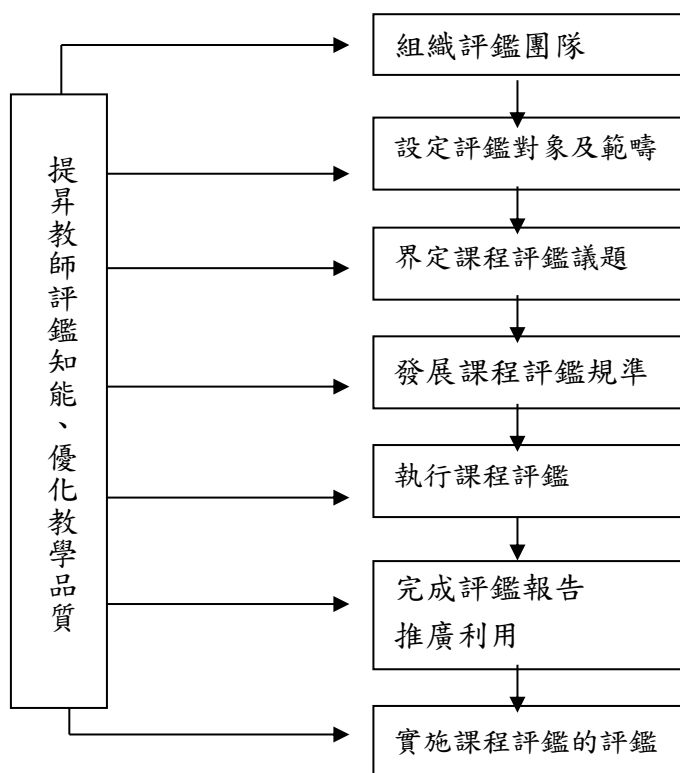 組織評鑑團隊
設定評鑑對象及範疇
提昇教師評鑑知能、優化教學品質
界定課程評鑑議題
發展課程評鑑規準
執行課程評鑑
完成評鑑報告
推廣利用
實施課程評鑑的評鑑